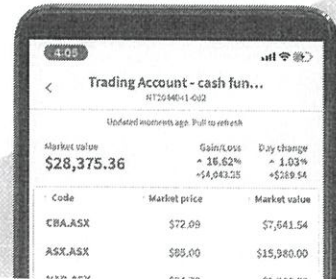 4:05
Trading Account - cash fun...
Updated moments ago. Pull to refresh
Market value Gain/Loss Day change
$28,375.36 16.62% 1.03%
+$289.54
Code Market price Market value
CBA.ASX $72.09 $7,641.54
ASX.ASX $85.00 $15,980.00